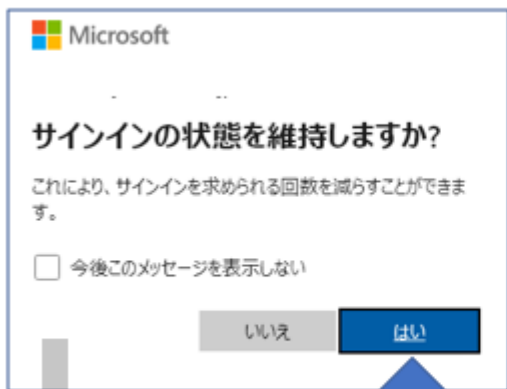 Microsoft
サインインの状態を維持しますか?
これにより、サインインを求められる回数を減らすことができま
す。
今後このメッセージを表示しない
いいえ
はい